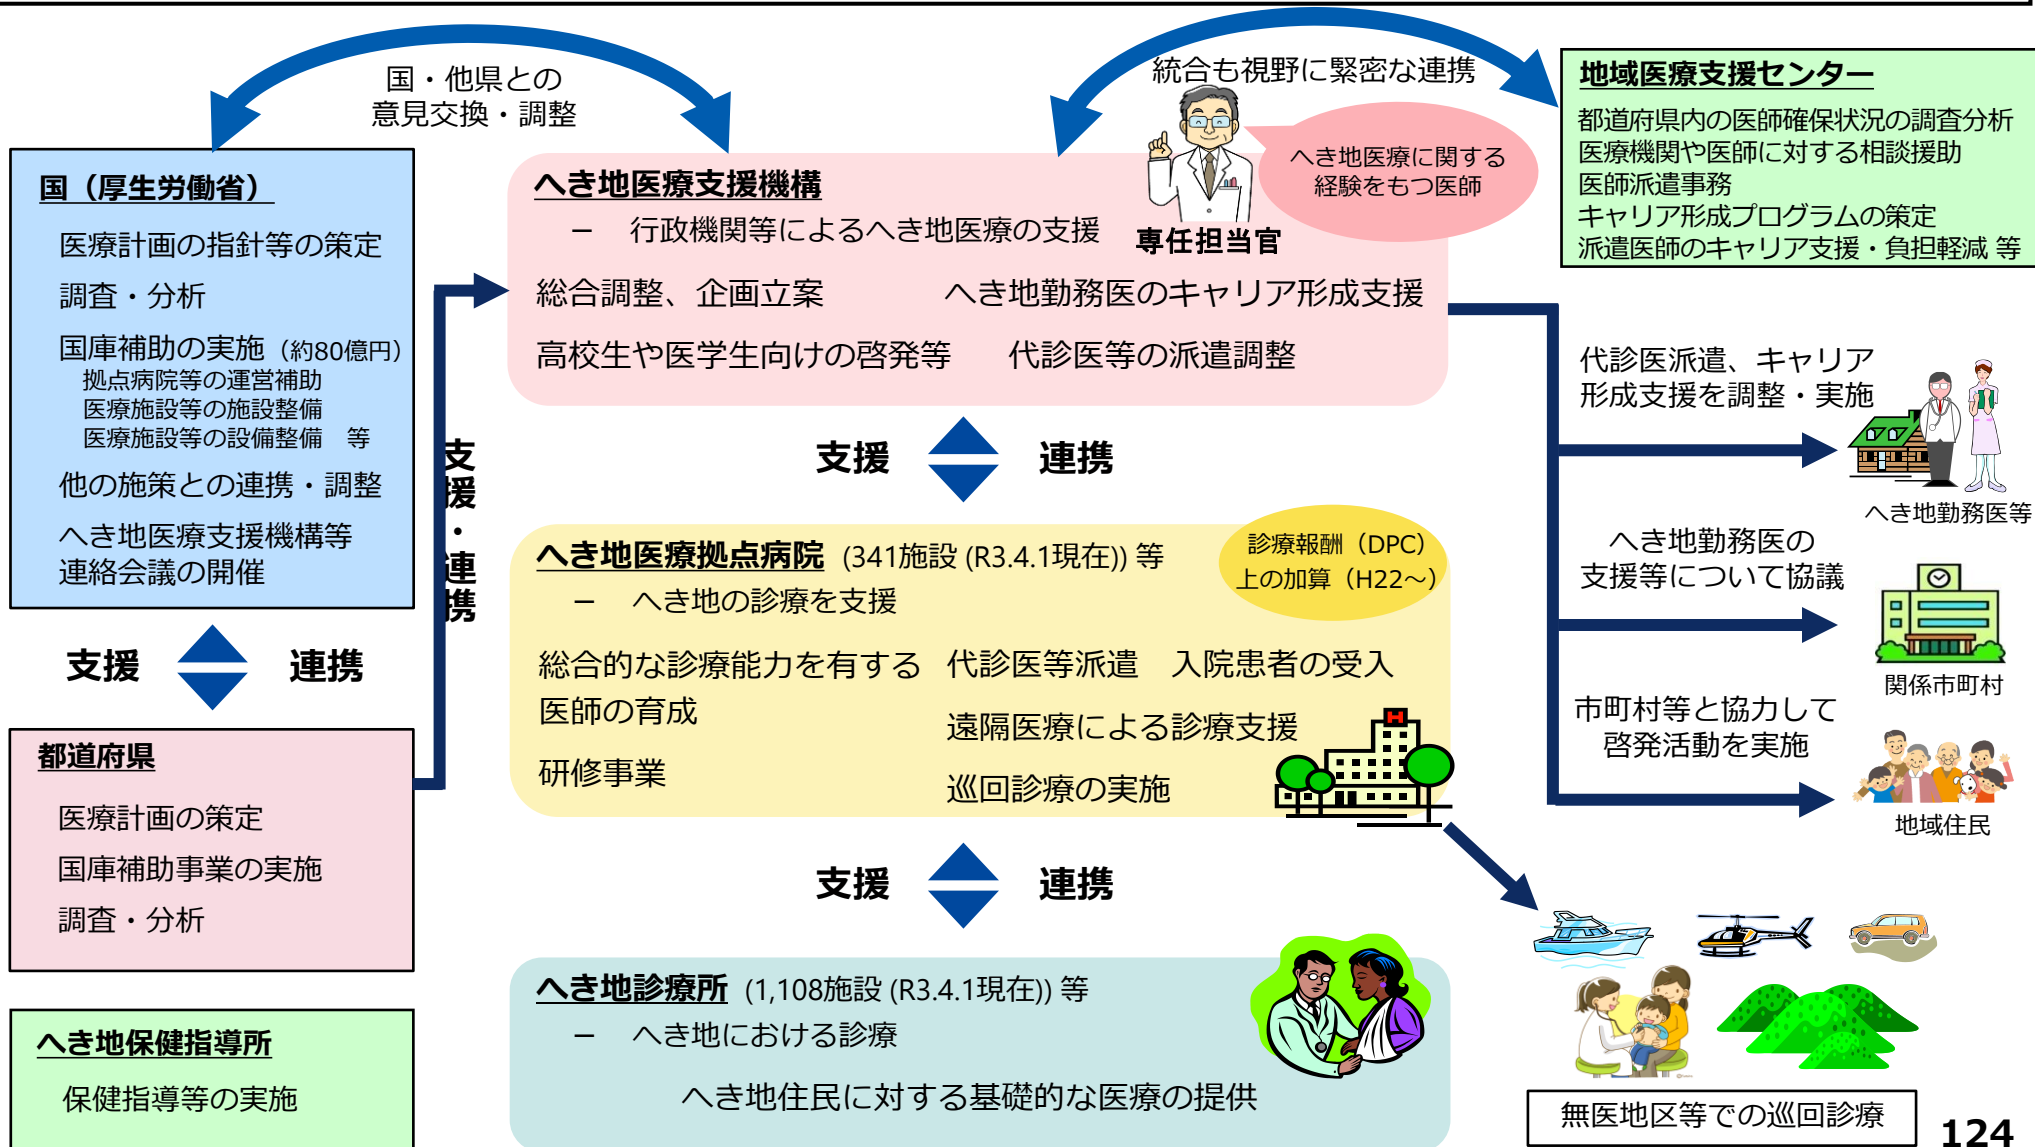 国・他県との
意見交換・調整
統合も視野に緊密な連携
国（厚生労働省）
医療計画の指針等の策定
調査・分析
国庫補助の実施（約80億円）
拠点病院等の運営補助
医療施設等の施設整備
医療施設等の設備整備　等
他の施策との連携・調整
へき地医療支援機構等
連絡会議の開催
支援　連携
都道府県
医療計画の策定
国庫補助事業の実施
調査・分析
へき地保健指導所
保健指導等の実施
支援・連携
へき地医療支援機構
－　行政機関等によるへき地医療の支援
専任担当官
へき地医療に関する
経験をもつ医師
総合調整、企画立案　へき地勤務医のキャリア形成支援
高校生や医学生向けの啓発等　代診医等の派遣調整
支援　連携
へき地医療拠点病院 (341施設 (R3.4.1現在)) 等
－　へき地の診療を支援
診療報酬（DPC）
上の加算（H22～）
総合的な診療能力を有する
医師の育成
研修事業
代診医等派遣　入院患者の受入
遠隔医療による診療支援
巡回診療の実施
H
支援　連携
へき地診療所 (1,108施設 (R3.4.1現在)) 等
－　へき地における診療
へき地住民に対する基礎的な医療の提供
地域医療支援センター
都道府県内の医師確保状況の調査分析
医療機関や医師に対する相談援助
医師派遣事務
キャリア形成プログラムの策定
派遣医師のキャリア支援・負担軽減 等
代診医派遣、キャリア
形成支援を調整・実施
へき地勤務医等
へき地勤務医の
支援等について協議
関係市町村
市町村等と協力して
啓発活動を実施
地域住民
無医地区等での巡回診療
124